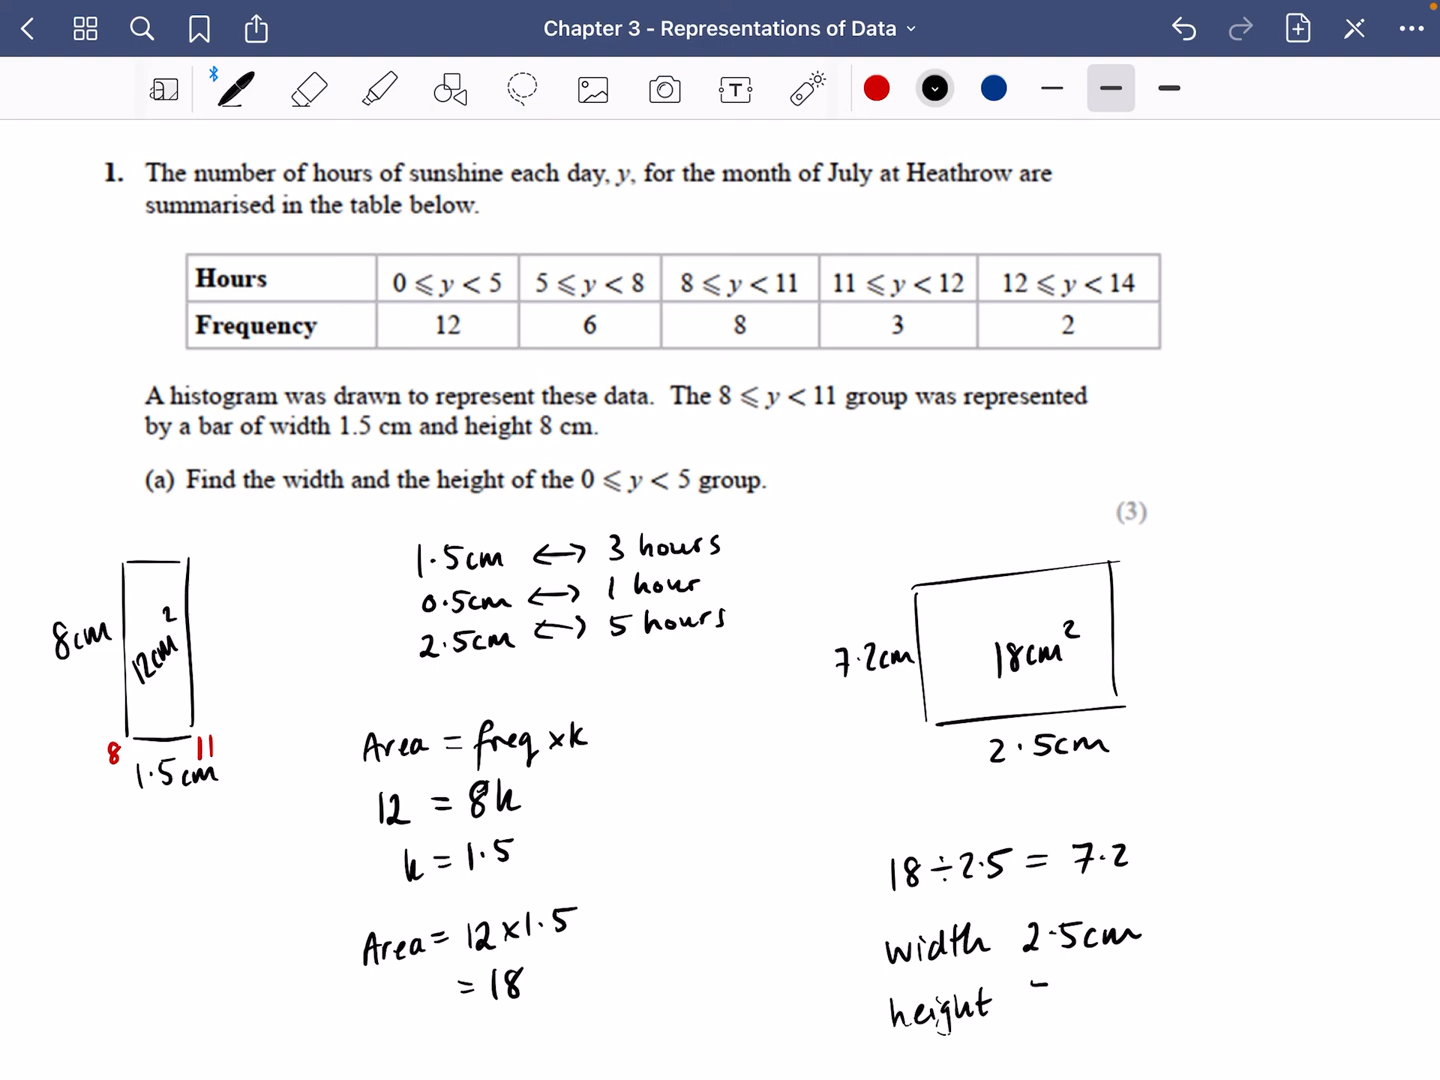 Chapter 3 - Representations of Data
1. The number of hours of sunshine each day, y, for the month of July at Heathrow are
summarised in the table below.
Hours 0 ⩽ y < 5 5 ⩽ y < 8 8 ⩽ y < 11 11 ⩽ y < 12 12 ⩽ y < 14
Frequency 12 6 8 3 2
A histogram was drawn to represent these data. The 8 ⩽ y < 11 group was represented
by a bar of width 1.5 cm and height 8 cm.
(a) Find the width and the height of the 0 ⩽ y < 5 group.
(3)
8cm
12cm²
8 11
1.5cm
1.5cm ↔ 3 hours
0.5cm ↔ 1 hour
2.5cm ↔ 5 hours
Area = freq × k
12 = 8k
k = 1.5
Area = 12 × 1.5
= 18
7.2cm
18cm²
2.5cm
18 ÷ 2.5 = 7.2
width 2.5cm
height